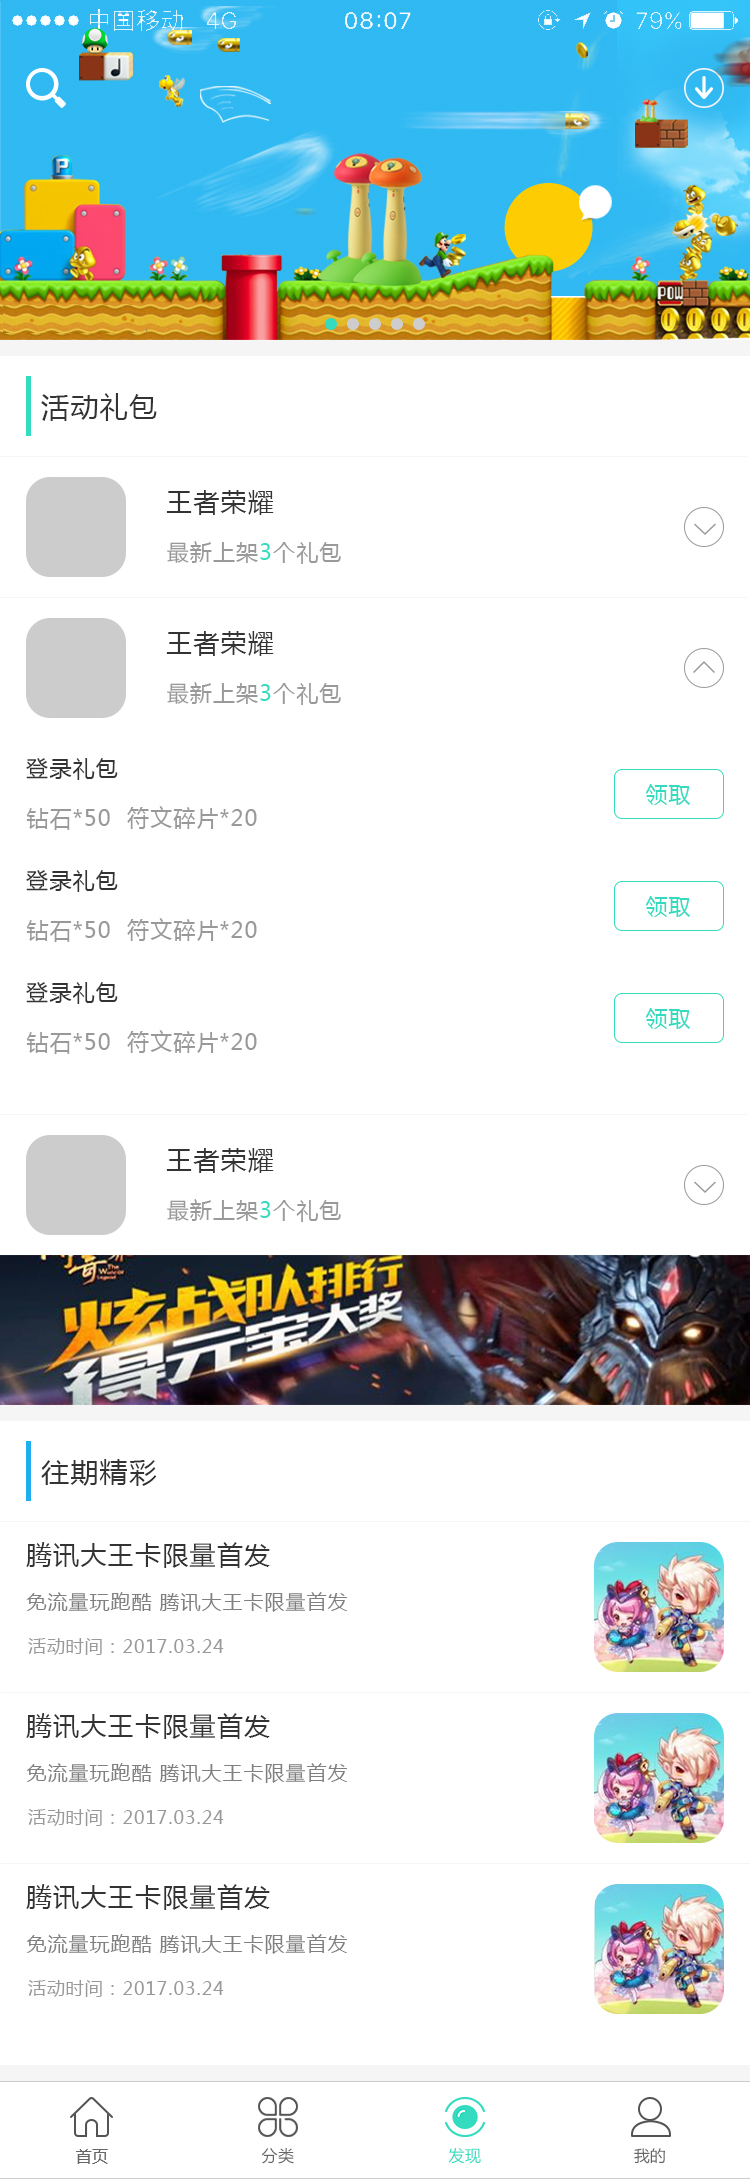 中国移动 4G 08:07 79%
P
POW
活动礼包
王者荣耀
最新上架3个礼包
王者荣耀
最新上架3个礼包
登录礼包
钻石*50 符文碎片*20
领取
登录礼包
钻石*50 符文碎片*20
领取
登录礼包
钻石*50 符文碎片*20
领取
王者荣耀
最新上架3个礼包
炫战队排行
得元宝大奖
往期精彩
腾讯大王卡限量首发
免流量玩跑酷 腾讯大王卡限量首发
活动时间：2017.03.24
腾讯大王卡限量首发
免流量玩跑酷 腾讯大王卡限量首发
活动时间：2017.03.24
腾讯大王卡限量首发
免流量玩跑酷 腾讯大王卡限量首发
活动时间：2017.03.24
首页 分类 发现 我的